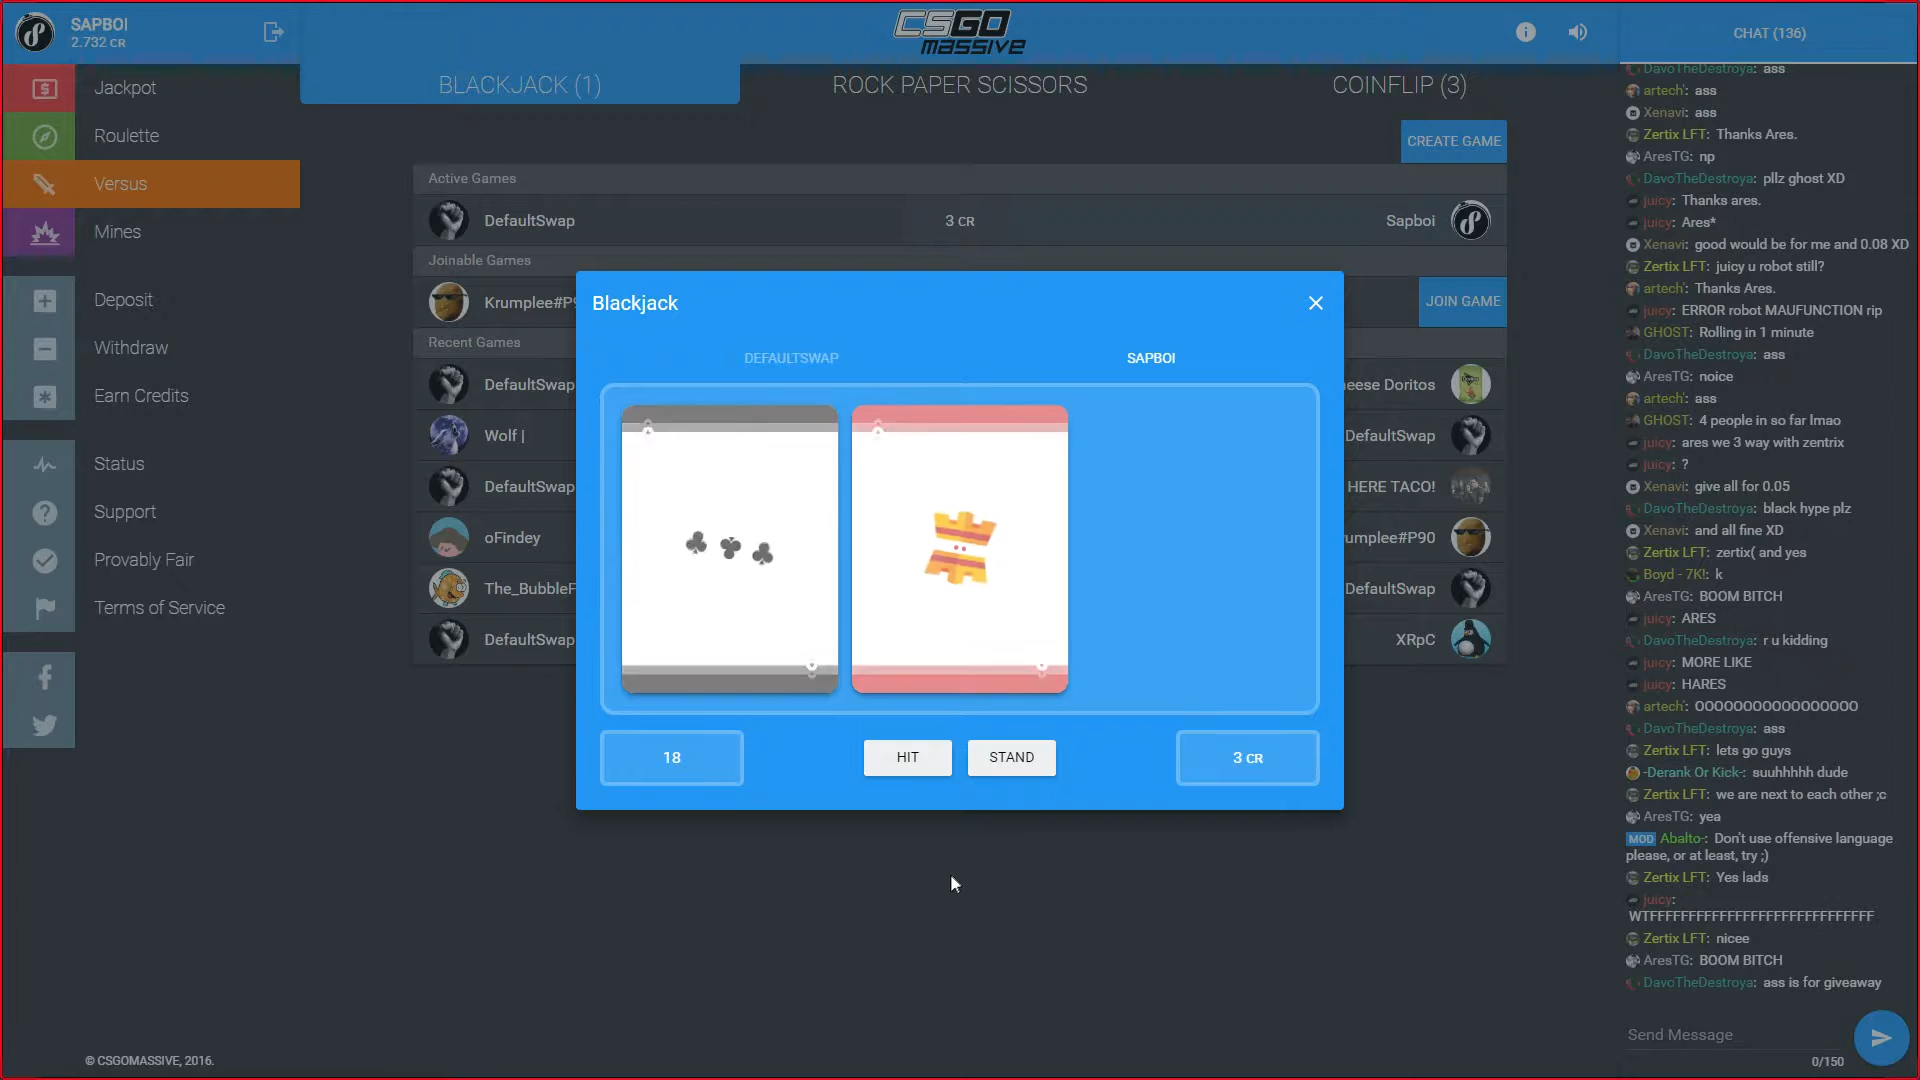 SAPBOI
2.732 CR
CSGO
MASSIVE
CHAT (136)
Jackpot
Roulette
Versus
Mines
Deposit
Withdraw
Earn Credits
Status
Support
Provably Fair
Terms of Service
© CSGOMASSIVE, 2016.
BLACKJACK (1)
ROCK PAPER SCISSORS
COINFLIP (3)
CREATE GAME
Active Games
DefaultSwap
3 CR
Sapboi
Joinable Games
Krumplee#P9
JOIN GAME
Recent Games
DefaultSwap
eese Doritos
Wolf |
DefaultSwap
DefaultSwap
HERE TACO!
oFindey
umplee#P90
The_BubbleF
DefaultSwap
DefaultSwap
XRpC
Blackjack
DEFAULTSWAP
SAPBOI
18
HIT
STAND
3 CR
DavoTheDestroya: ass
artech': ass
Xenavi: ass
Zertix LFT: Thanks Ares.
AresTG: np
DavoTheDestroya: pllz ghost XD
juicy: Thanks ares.
juicy: Ares*
Xenavi: good would be for me and 0.08 XD
Zertix LFT: juicy u robot still?
artech': Thanks Ares.
juicy: ERROR robot MAUFUNCTION rip
GHOST: Rolling in 1 minute
DavoTheDestroya: ass
AresTG: noice
artech': ass
GHOST: 4 people in so far lmao
juicy: ares we 3 way with zentrix
juicy: ?
Xenavi: give all for 0.05
DavoTheDestroya: black hype plz
Xenavi: and all fine XD
Zertix LFT: zertix( and yes
Boyd - 7K!: k
AresTG: BOOM BITCH
juicy: ARES
DavoTheDestroya: r u kidding
juicy: MORE LIKE
juicy: HARES
artech': OOOOOOOOOOOOOOOOO
DavoTheDestroya: ass
Zertix LFT: lets go guys
-Derank Or Kick-: suuhhhhh dude
Zertix LFT: we are next to each other ;c
AresTG: yea
MOD Abalto-: Don't use offensive language
please, or at least, try ;)
Zertix LFT: Yes lads
juicy:
WTFFFFFFFFFFFFFFFFFFFFFFFFFFFFF
Zertix LFT: nicee
AresTG: BOOM BITCH
DavoTheDestroya: ass is for giveaway
Send Message
0/150